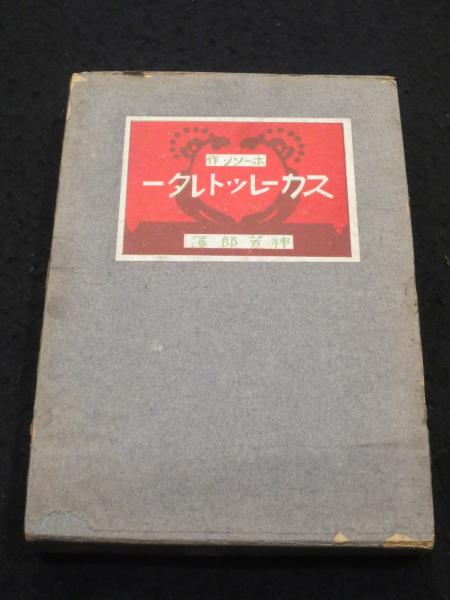 ホーソン作
スカーレットレター
神芳郎譯